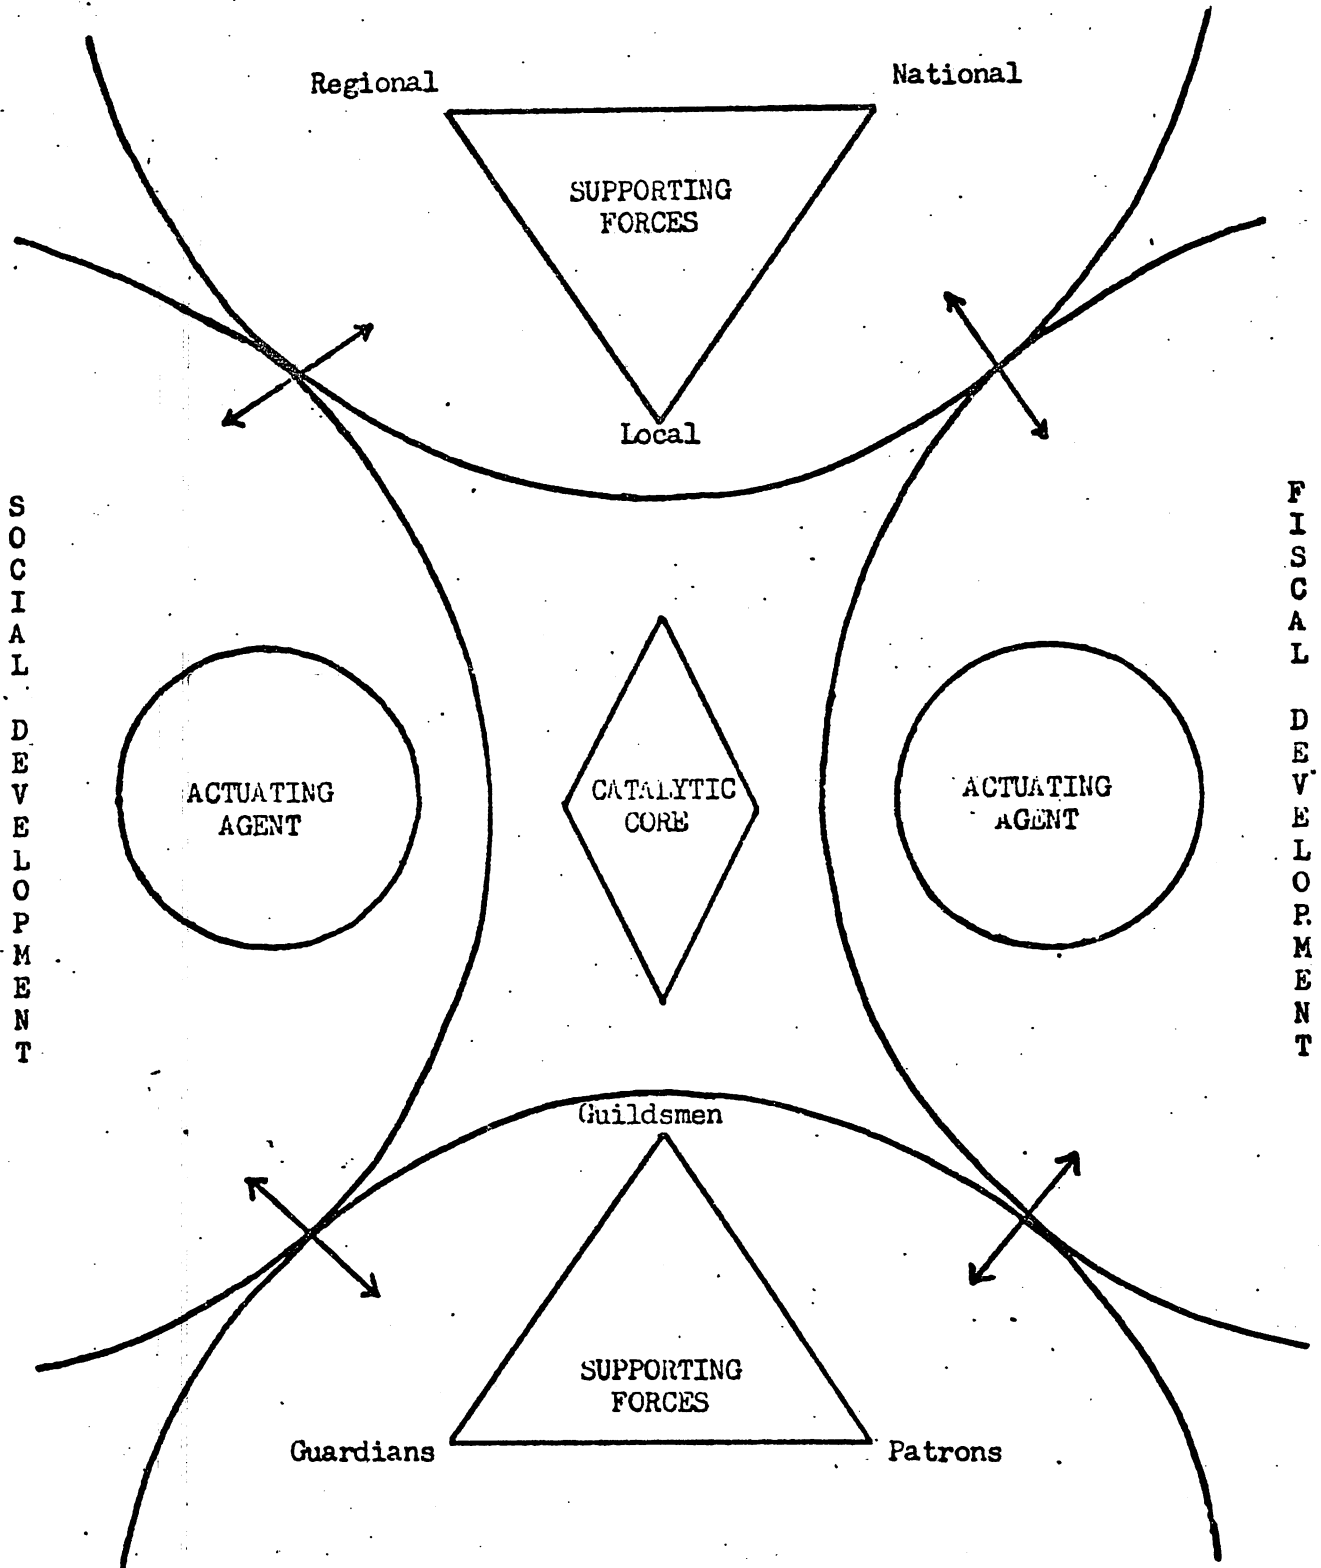 Regional
National
SUPPORTING
FORCES
Local
SOCIAL DEVELOPMENT
FISCAL DEVELOPMENT
ACTUATING
AGENT
CATALYTIC
CORE
ACTUATING
AGENT
Guildsmen
SUPPORTING
FORCES
Guardians
Patrons